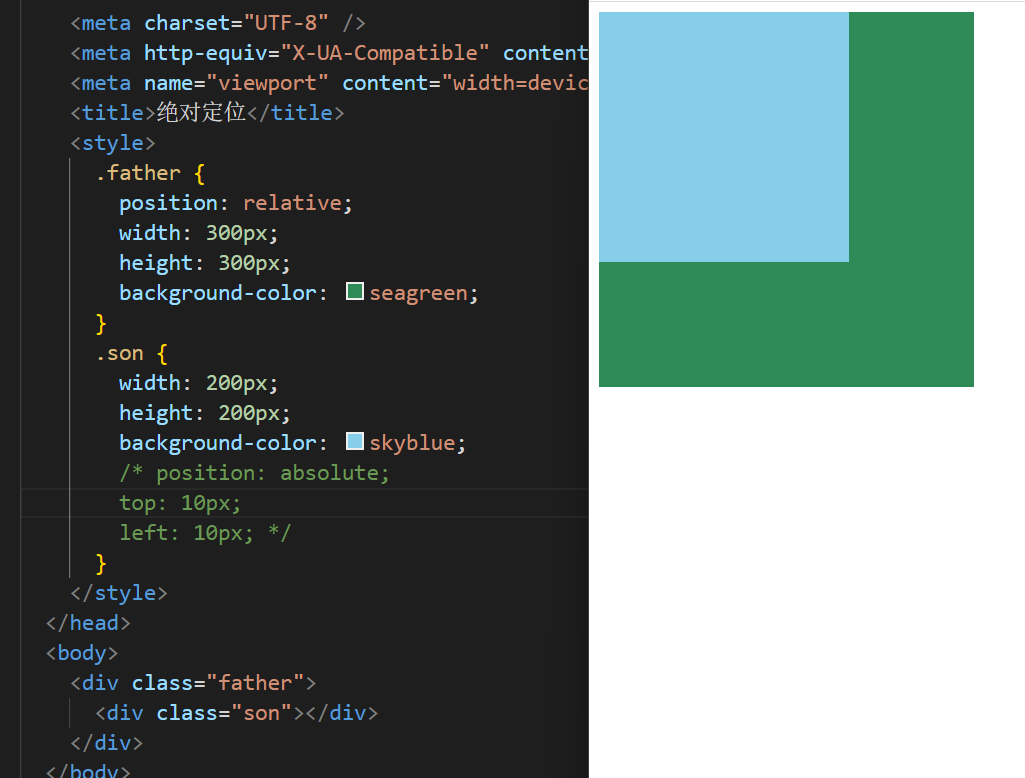 <meta charset="UTF-8" />
<meta http-equiv="X-UA-Compatible" content
<meta name="viewport" content="width=devic
<title>绝对定位</title>
<style>
.father {
position: relative;
width: 300px;
height: 300px;
background-color: seagreen;
}
.son {
width: 200px;
height: 200px;
background-color: skyblue;
/* position: absolute;
top: 10px;
left: 10px; */
}
</style>
</head>
<body>
<div class="father">
<div class="son"></div>
</div>
</body>